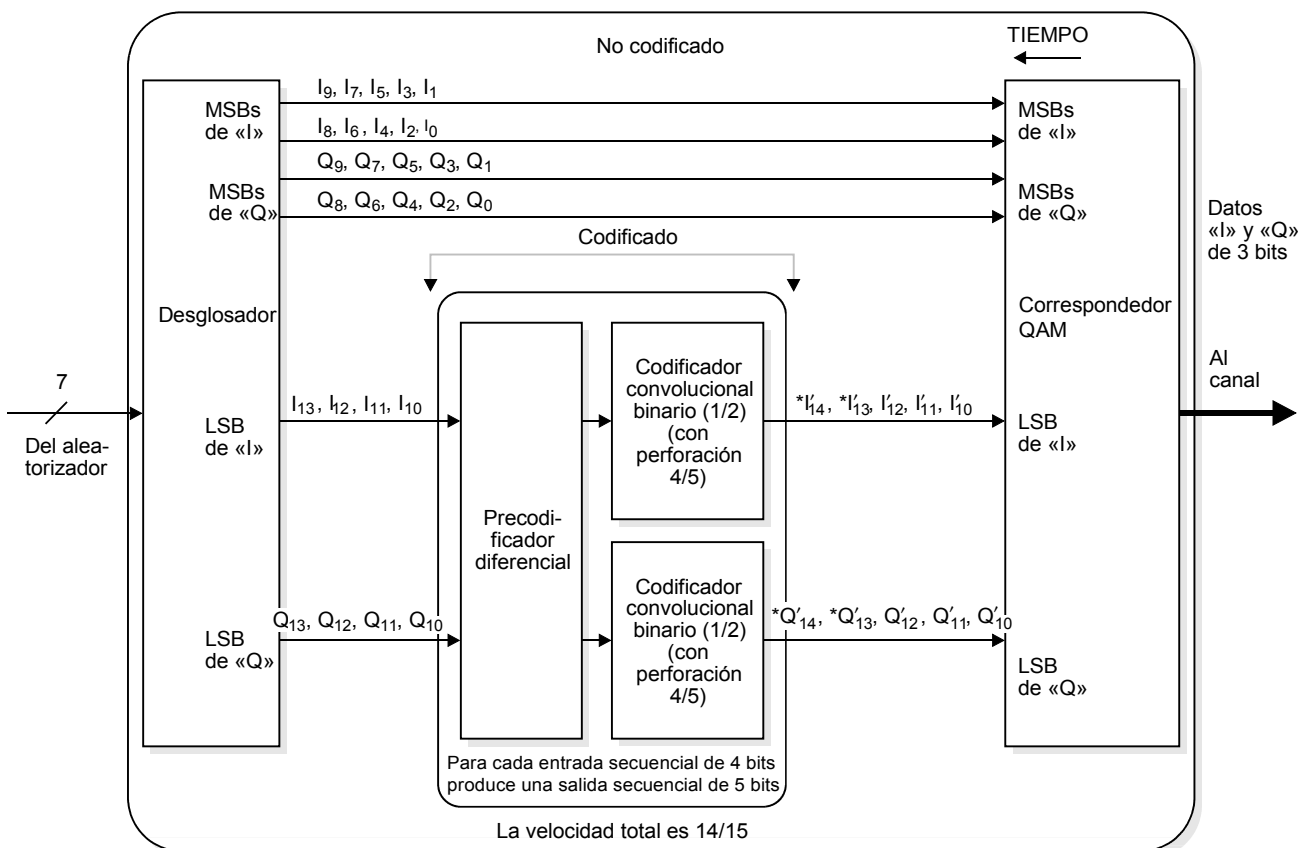 No codificado
TIEMPO
MSBs
de «I»
I9, I7, I5, I3, I1
I8, I6, I4, I2, I0
MSBs
de «I»
MSBs
de «Q»
Q9, Q7, Q5, Q3, Q1
Q8, Q6, Q4, Q2, Q0
MSBs
de «Q»
Datos
«I» y «Q»
de 3 bits
Codificado
Desglosador
Correspondedor
QAM
7
Del alea-
torizador
LSB
de «I»
I13, I12, I11, I10
Precodi-
ficador
diferencial
Codificador
convolucional
binario (1/2)
(con
perforación
4/5)
*I′14, *I′13, I′12, I′11, I′10
LSB
de «I»
Al
canal
LSB
de «Q»
Q13, Q12, Q11, Q10
Codificador
convolucional
binario (1/2)
(con
perforación
4/5)
*Q′14, *Q′13, Q′12, Q′11, Q′10
LSB
de «Q»
Para cada entrada secuencial de 4 bits
produce una salida secuencial de 5 bits
La velocidad total es 14/15